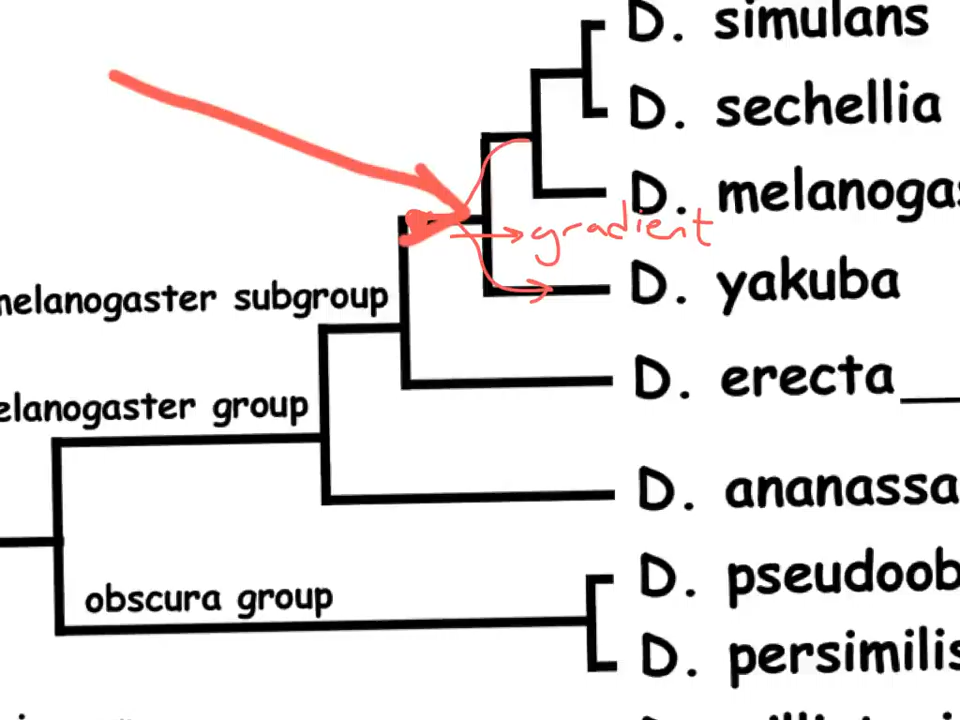 D. simulans
D. sechellia
D. melanogas
gradient
D. yakuba
melanogaster subgroup
D. erecta
elanogaster group
D. ananassa
D. pseudoob
obscura group
D. persimilis